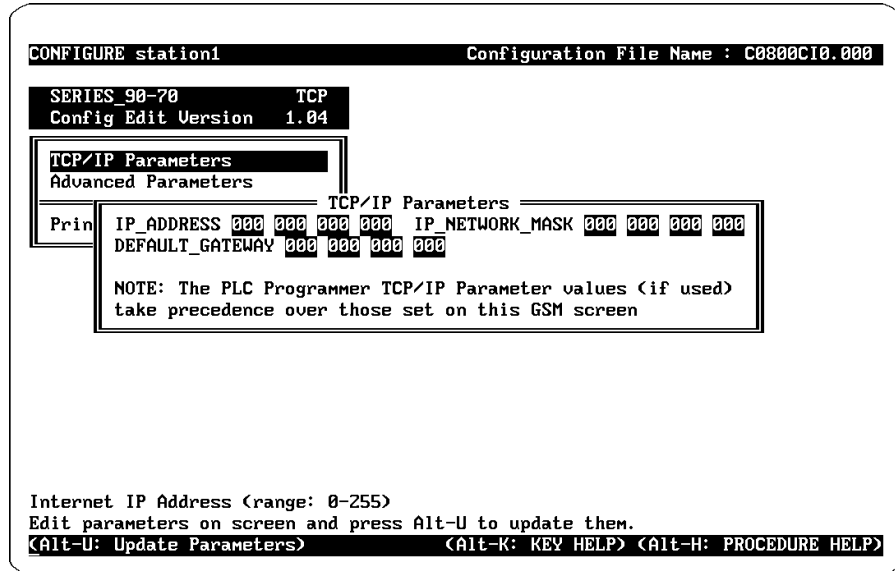 CONFIGURE station1 Configuration File Name : C0800CI0.000
SERIES_90-70 TCP
Config Edit Version 1.04
TCP/IP Parameters
Advanced Parameters
TCP/IP Parameters
Prin IP_ADDRESS 000 000 000 000 IP_NETWORK_MASK 000 000 000 000
DEFAULT_GATEWAY 000 000 000 000
NOTE: The PLC Programmer TCP/IP Parameter values (if used)
take precedence over those set on this GSM screen
Internet IP Address (range: 0-255)
Edit parameters on screen and press Alt-U to update them.
(Alt-U: Update Parameters) (Alt-K: KEY HELP) (Alt-H: PROCEDURE HELP)